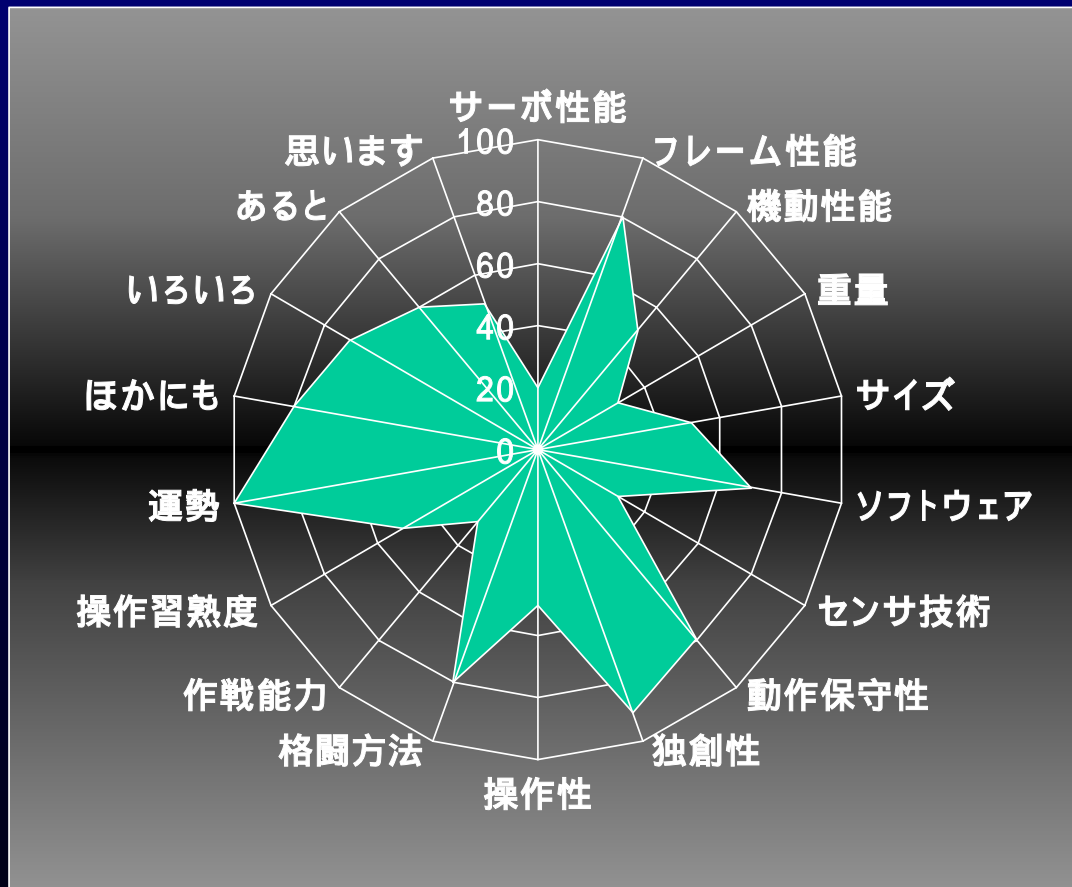 サーボ性能
フレーム性能
機動性能
重量
サイズ
ソフトウェア
センサ技術
動作保守性
独創性
操作性
格闘方法
作戦能力
操作習熟度
運勢
ほかにも
いろいろ
あると
思います
100
80
60
40
20
0